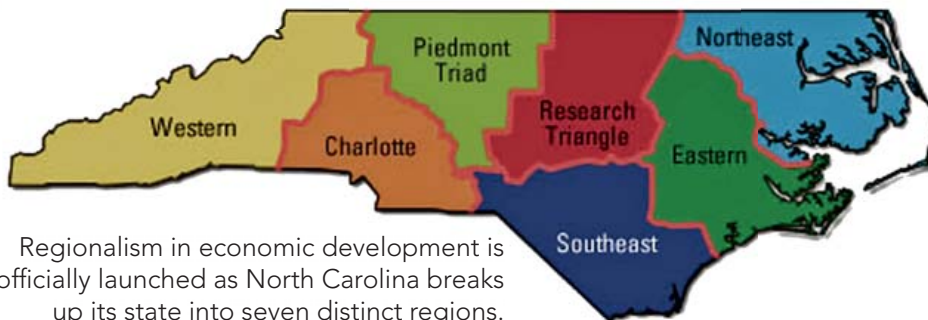 Northeast
Piedmont
Triad
Research
Triangle
Western
Charlotte
Eastern
Southeast
Regionalism in economic development is
officially launched as North Carolina breaks
up its state into seven distinct regions.